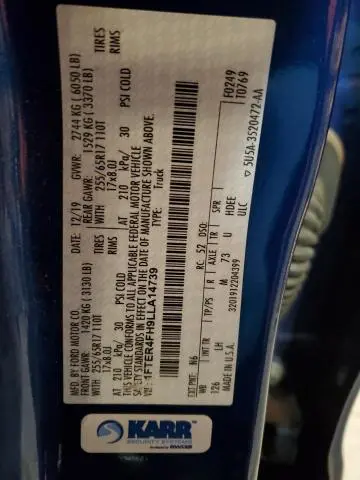 MFD. BY FORD MOTOR CO.
DATE: 12/19 GVWR: 2744 KG ( 6050 LB)
FRONT GAWR: 1420 KG ( 3130 LB) REAR GAWR: 1529 KG ( 3370 LB)
WITH 255/65R17 110T TIRES WITH 255/65R17 110T TIRES
17x8.0J RIMS 17x8.0J RIMS
AT 210 kPa/ 30 PSI COLD AT 210 kPa/ 30 PSI COLD
THIS VEHICLE CONFORMS TO ALL APPLICABLE FEDERAL MOTOR VEHICLE
SAFETY STANDARDS IN EFFECT ON THE DATE OF MANUFACTURE SHOWN ABOVE.
VIN: 1FTER4FH9LLA14739
TYPE: Truck
F0249
T0769
EXT PNT: N6 RC: 52 DSO:
WB INT TR TP/PS R AXLE TR SPR
126 LH M 73 U HDEE
ULC
MADE IN U.S.A. 3201912204399
5U5A-3520472-AA
KARR
SECURITY SYSTEMS